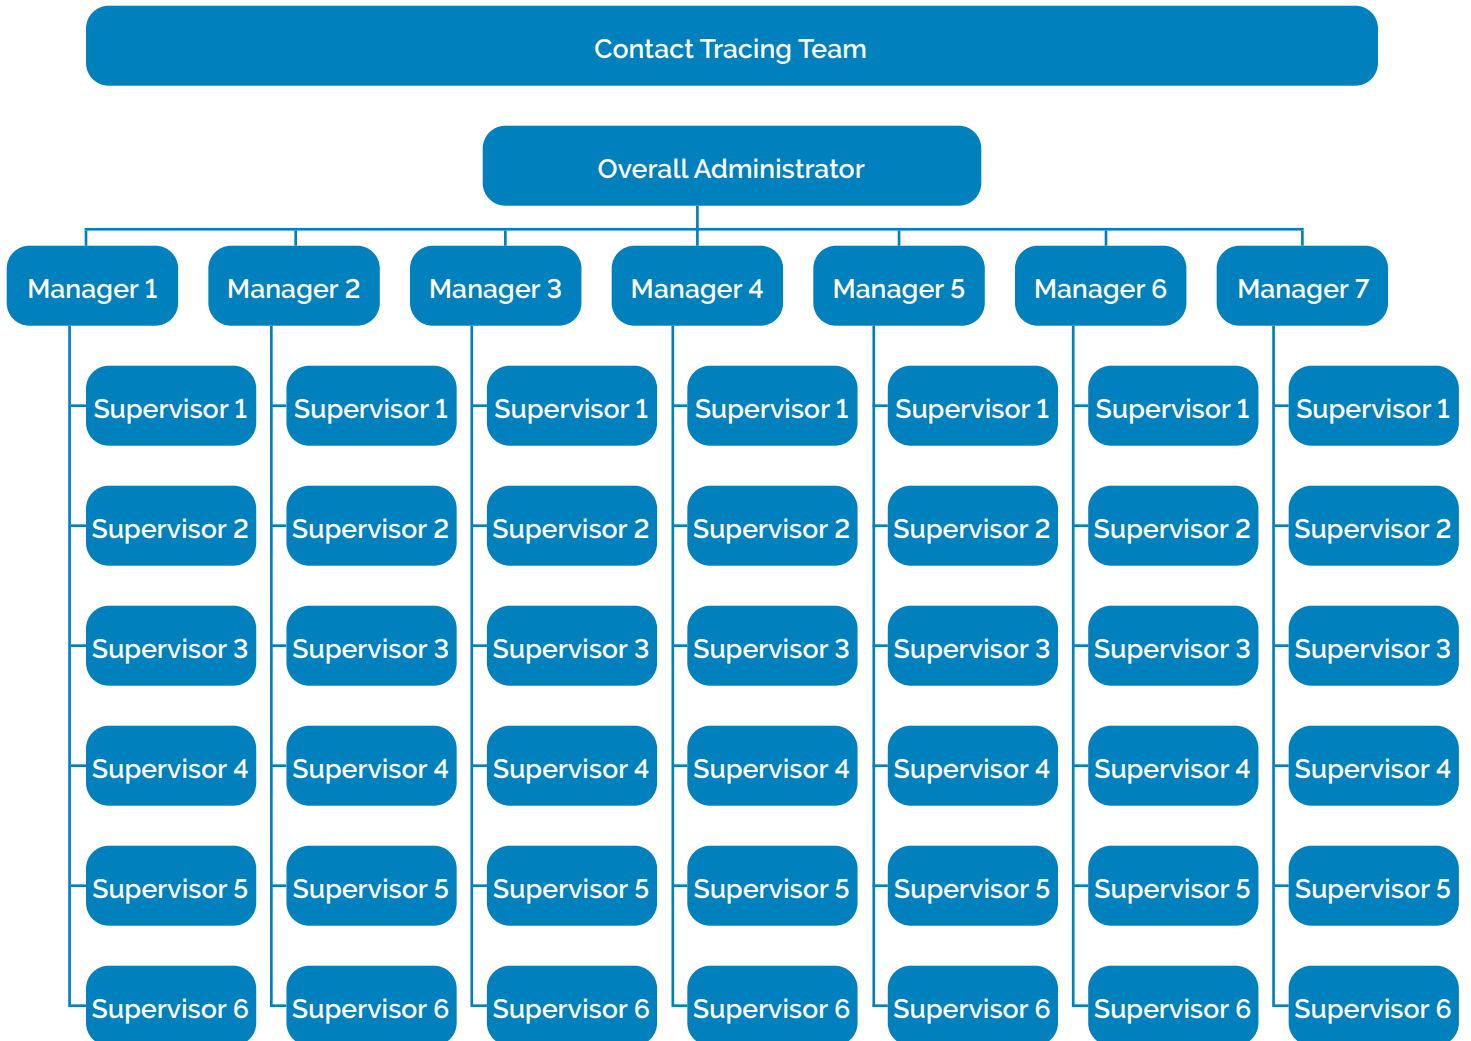 Contact Tracing Team
Overall Administrator
Manager 1
Manager 2
Manager 3
Manager 4
Manager 5
Manager 6
Manager 7
Supervisor 1
Supervisor 1
Supervisor 1
Supervisor 1
Supervisor 1
Supervisor 1
Supervisor 1
Supervisor 2
Supervisor 2
Supervisor 2
Supervisor 2
Supervisor 2
Supervisor 2
Supervisor 2
Supervisor 3
Supervisor 3
Supervisor 3
Supervisor 3
Supervisor 3
Supervisor 3
Supervisor 3
Supervisor 4
Supervisor 4
Supervisor 4
Supervisor 4
Supervisor 4
Supervisor 4
Supervisor 4
Supervisor 5
Supervisor 5
Supervisor 5
Supervisor 5
Supervisor 5
Supervisor 5
Supervisor 5
Supervisor 6
Supervisor 6
Supervisor 6
Supervisor 6
Supervisor 6
Supervisor 6
Supervisor 6